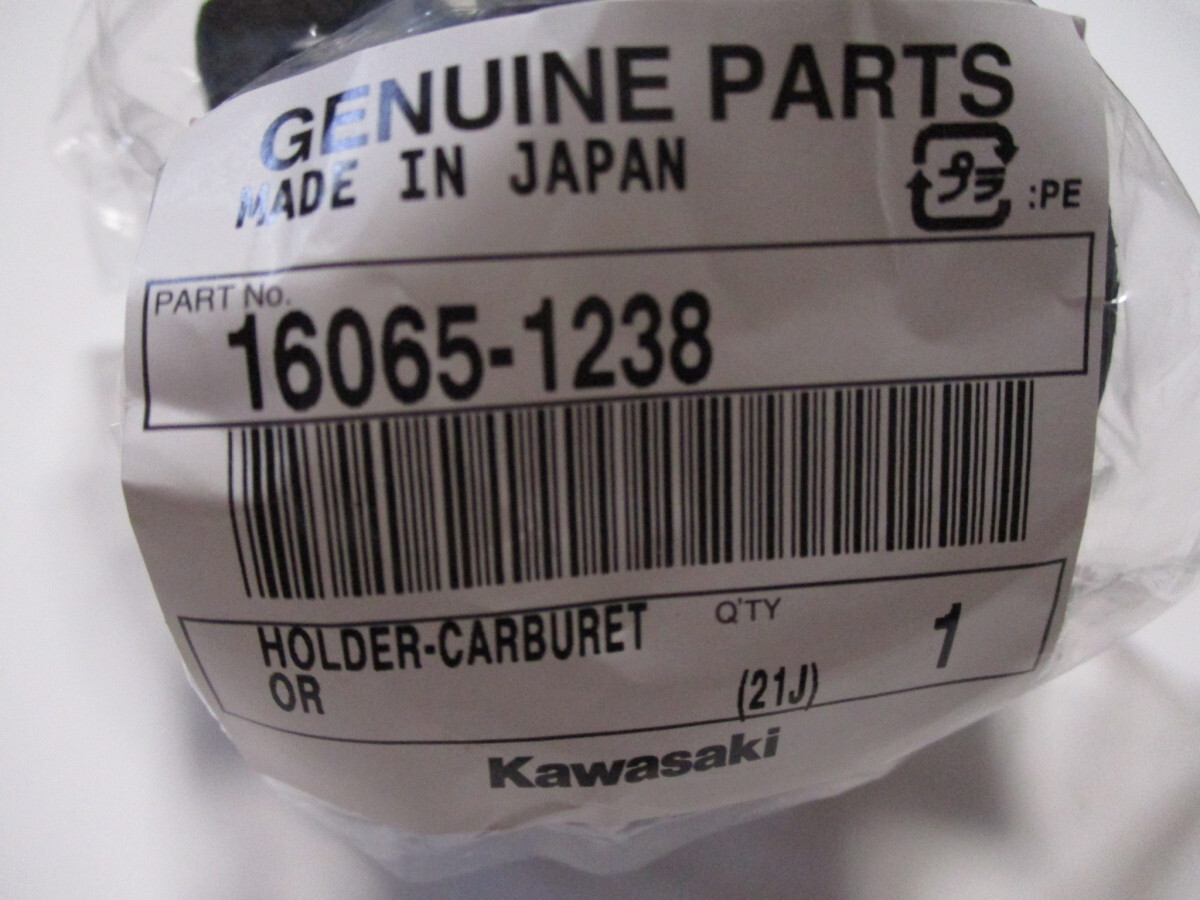 GENUINE PARTS
MADE IN JAPAN
プラ :PE
PART No.
16065-1238
HOLDER-CARBURET
OR
Q'TY
1
(21J)
Kawasaki